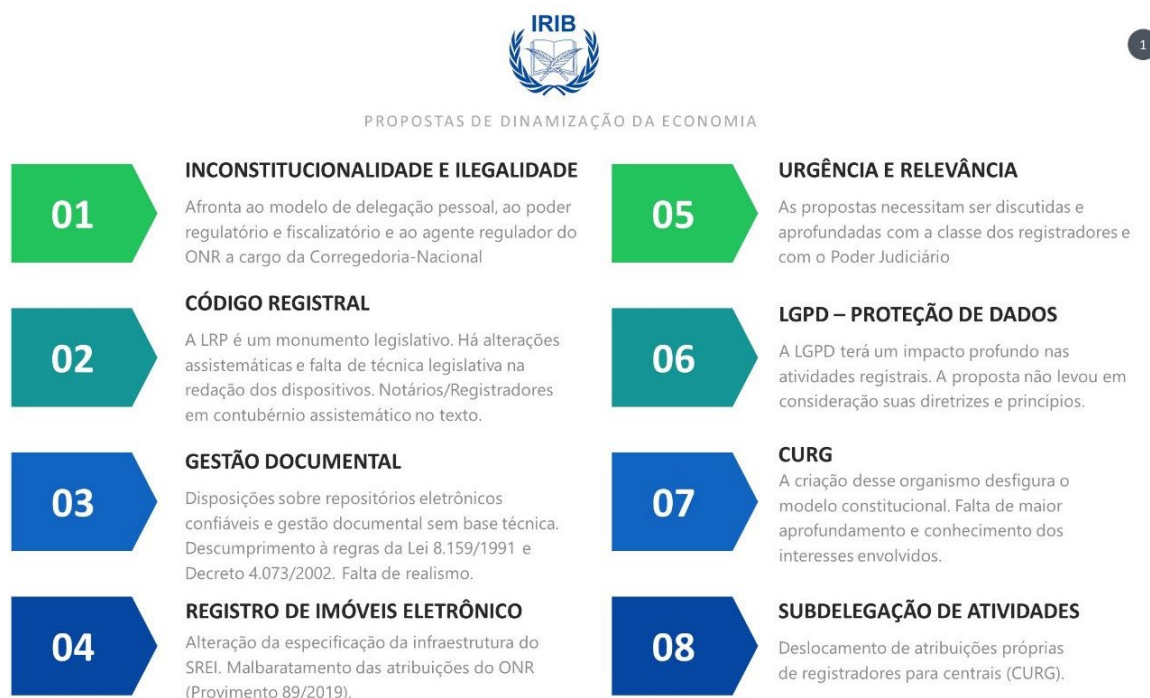 IRIB
1
PROPOSTAS DE DINAMIZAÇÃO DA ECONOMIA
01
INCONSTITUCIONALIDADE E ILEGALIDADE
Afronta ao modelo de delegação pessoal, ao poder
regulatório e fiscalizatório e ao agente regulador do
ONR a cargo da Corregedoria-Nacional
02
CÓDIGO REGISTRAL
A LRP é um monumento legislativo. Há alterações
assistemáticas e falta de técnica legislativa na
redação dos dispositivos. Notários/Registradores
em contubérnio assistemático no texto.
03
GESTÃO DOCUMENTAL
Disposições sobre repositórios eletrônicos
confiáveis e gestão documental sem base técnica.
Descumprimento à regras da Lei 8.159/1991 e
Decreto 4.073/2002. Falta de realismo.
04
REGISTRO DE IMÓVEIS ELETRÔNICO
Alteração da especificação da infraestrutura do
SREI. Malbaratamento das atribuições do ONR
(Provimento 89/2019).
05
URGÊNCIA E RELEVÂNCIA
As propostas necessitam ser discutidas e
aprofundadas com a classe dos registradores e
com o Poder Judiciário
06
LGPD – PROTEÇÃO DE DADOS
A LGPD terá um impacto profundo nas
atividades registrais. A proposta não levou em
consideração suas diretrizes e princípios.
07
CURG
A criação desse organismo desfigura o
modelo constitucional. Falta de maior
aprofundamento e conhecimento dos
interesses envolvidos.
08
SUBDELEGAÇÃO DE ATIVIDADES
Deslocamento de atribuições próprias
de registradores para centrais (CURG).